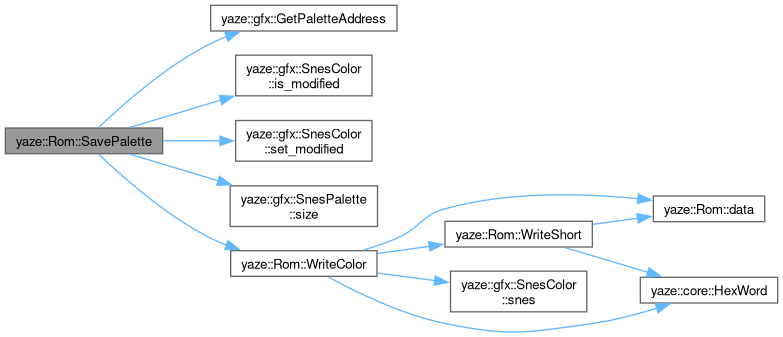 yaze::gfx::GetPaletteAddress
yaze::gfx::SnesColor
::is_modified
yaze::Rom::SavePalette
yaze::gfx::SnesColor
::set_modified
yaze::gfx::SnesPalette
::size
yaze::Rom::WriteColor
yaze::Rom::WriteShort
yaze::gfx::SnesColor
::snes
yaze::Rom::data
yaze::core::HexWord